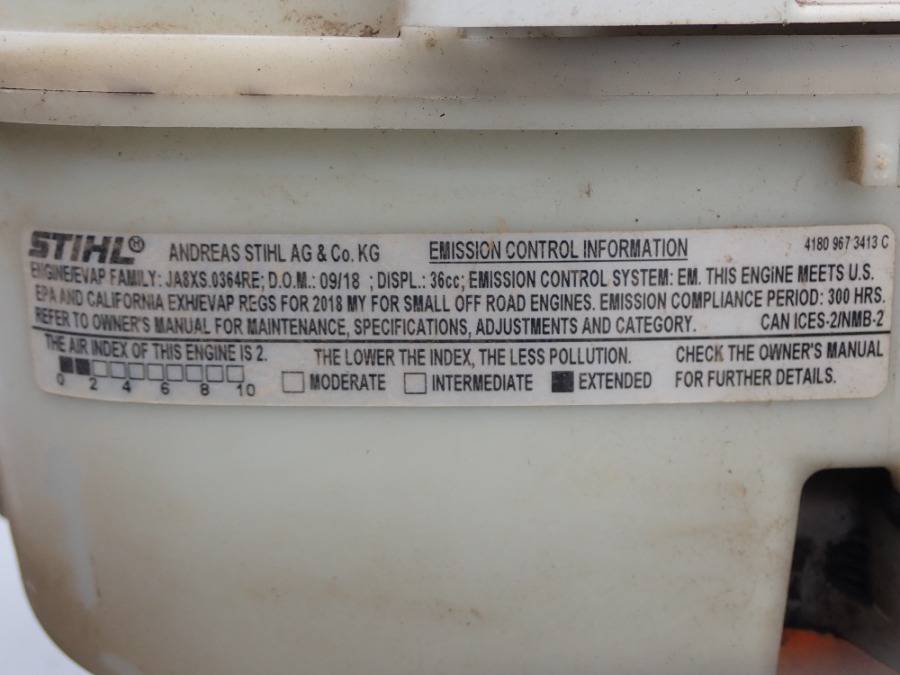 STIHL® ANDREAS STIHL AG & Co. KG EMISSION CONTROL INFORMATION 4180 967 3413 C
ENGINE/EVAP FAMILY: JA8XS.0364RE; D.O.M.: 09/18 ; DISPL.: 36cc; EMISSION CONTROL SYSTEM: EM. THIS ENGINE MEETS U.S.
EPA AND CALIFORNIA EXH/EVAP REGS FOR 2018 MY FOR SMALL OFF ROAD ENGINES. EMISSION COMPLIANCE PERIOD: 300 HRS.
REFER TO OWNER'S MANUAL FOR MAINTENANCE, SPECIFICATIONS, ADJUSTMENTS AND CATEGORY. CAN ICES-2/NMB-2
THE AIR INDEX OF THIS ENGINE IS 2. THE LOWER THE INDEX, THE LESS POLLUTION. CHECK THE OWNER'S MANUAL
0 2 4 6 8 10 MODERATE INTERMEDIATE EXTENDED FOR FURTHER DETAILS.